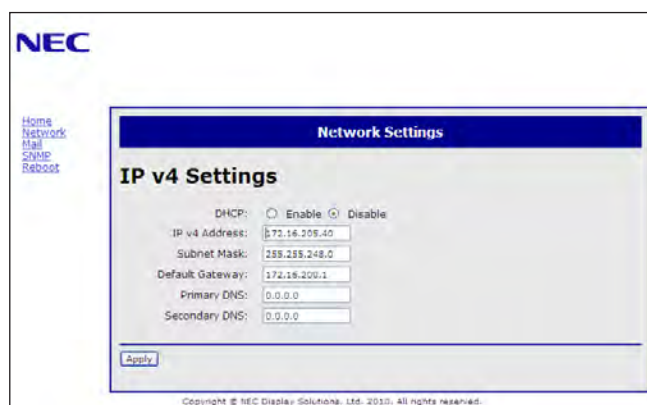 NEC
Home
Network
Mail
SNMP
Reboot
Network Settings
IP v4 Settings
DHCP: Enable Disable
IP v4 Address: 172.16.205.40
Subnet Mask: 255.255.248.0
Default Gateway: 172.16.200.1
Primary DNS: 0.0.0.0
Secondary DNS: 0.0.0.0
Apply
Copyright © NEC Display Solutions, Ltd. 2010. All rights reserved.